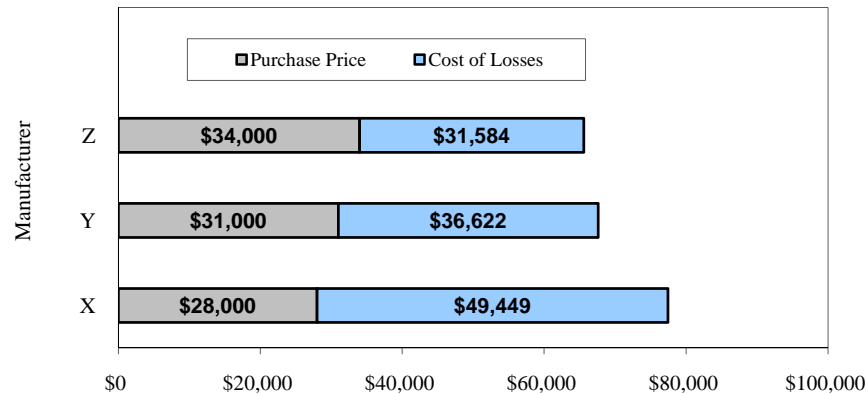 Purchase Price Cost of Losses
Manufacturer
Z $34,000 $31,584
Y $31,000 $36,622
X $28,000 $49,449
$0 $20,000 $40,000 $60,000 $80,000 $100,000